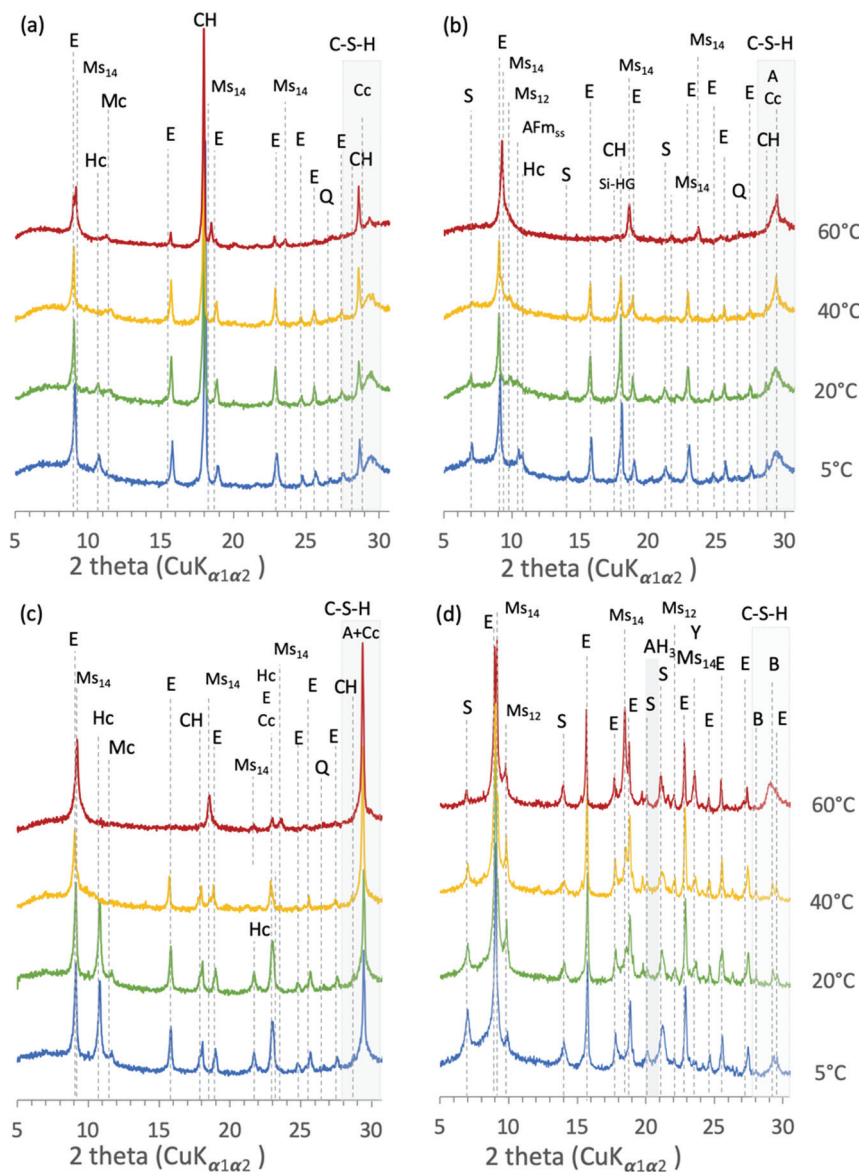 (a)
CH
E
C-S-H
Ms14
Mc
Ms14
Ms14
Cc
Hc
E
E
E
E
E
E
Q
CH
5
10
15
20
25
30
2 theta (CuKα1α2 )
(b)
E
Ms14
C-S-H
Ms14
Ms14
A
S
Ms12
E
E
E
E
E
Cc
AFmss
Hc
S
CH
S
E
CH
Si-HG
Ms14
Q
60°C
40°C
20°C
5°C
5
10
15
20
25
30
2 theta (CuKα1α2 )
(c)
C-S-H
E
A+Cc
Ms14
Hc
Ms14
E
Ms14
E
E
Cc
CH
Hc
CH
Mc
E
Ms14
E
E
Q
Hc
5
10
15
20
25
30
2 theta (CuKα1α2 )
(d)
Ms14
Ms12
E
Ms14
Y
C-S-H
AH3
Ms14
S
E
S
E
E
B
Ms12
S
E
E
S
E
E
B
E
60°C
40°C
20°C
5°C
5
10
15
20
25
30
2 theta (CuKα1α2 )